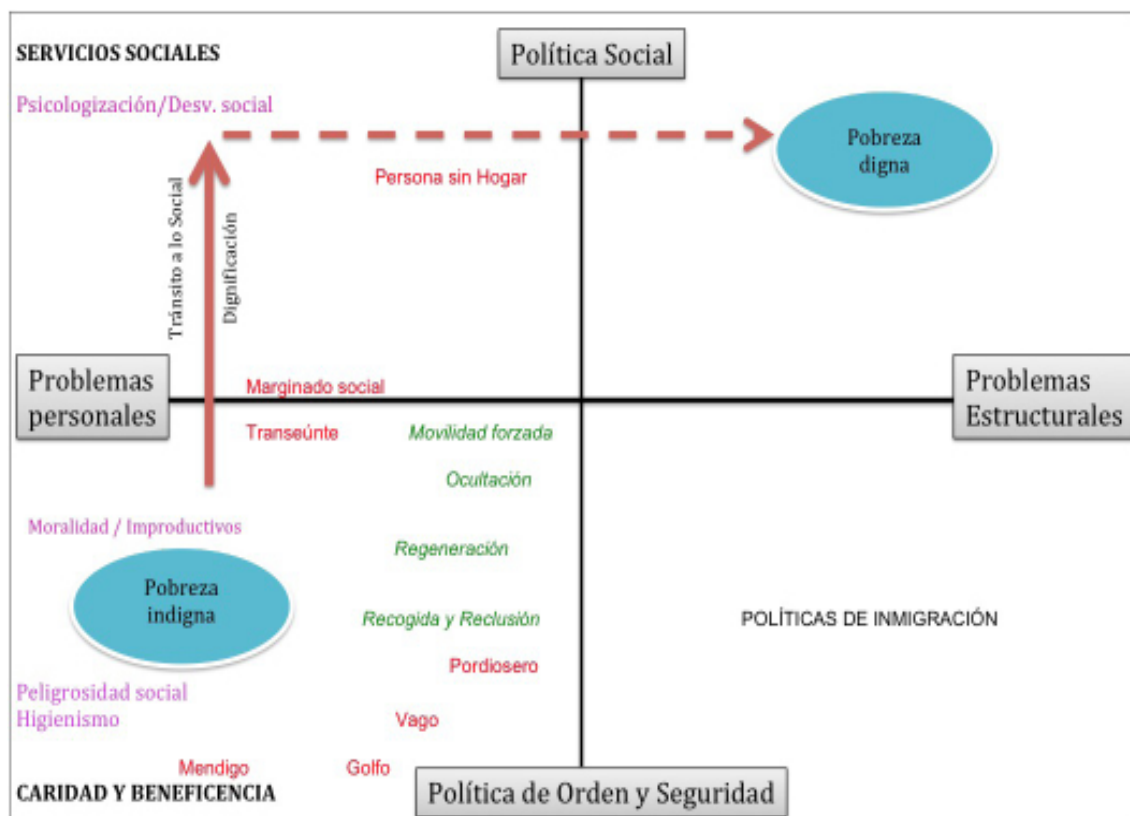 SERVICIOS SOCIALES
Política Social
Psicologización/Desv. social
Pobreza
digna
Persona sin Hogar
Tránsito a lo Social
Dignificación
Problemas
personales
Marginado social
Problemas
Estructurales
Transeúnte
Movilidad forzada
Ocultación
Moralidad / Improductivos
Regeneración
Pobreza
indigna
Recogida y Reclusión
POLÍTICAS DE INMIGRACIÓN
Pordiosero
Peligrosidad social
Higienismo
Vago
Mendigo
Golfo
CARIDAD Y BENEFICENCIA
Política de Orden y Seguridad